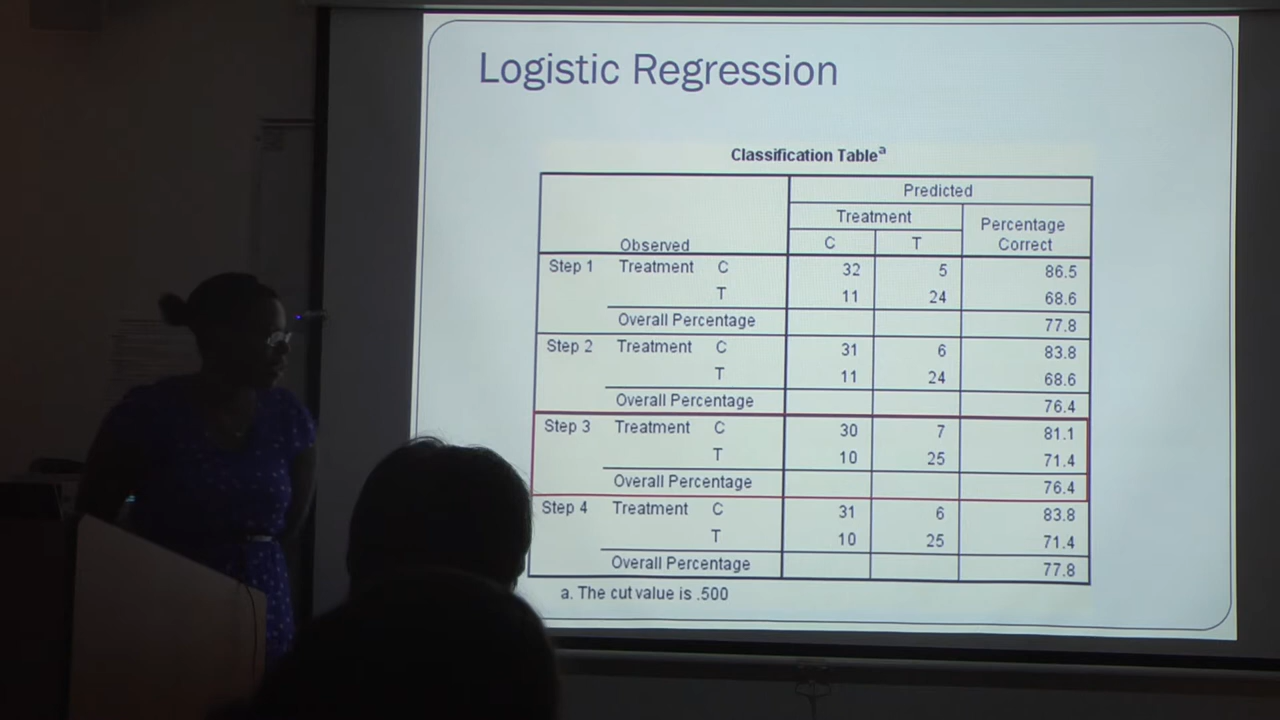 Logistic Regression
Classification Tableᵃ
Predicted
Treatment
Percentage Correct
Observed C T
Step 1 Treatment C 32 5 86.5
T 11 24 68.6
Overall Percentage 77.8
Step 2 Treatment C 31 6 83.8
T 11 24 68.6
Overall Percentage 76.4
Step 3 Treatment C 30 7 81.1
T 10 25 71.4
Overall Percentage 76.4
Step 4 Treatment C 31 6 83.8
T 10 25 71.4
Overall Percentage 77.8
a. The cut value is .500